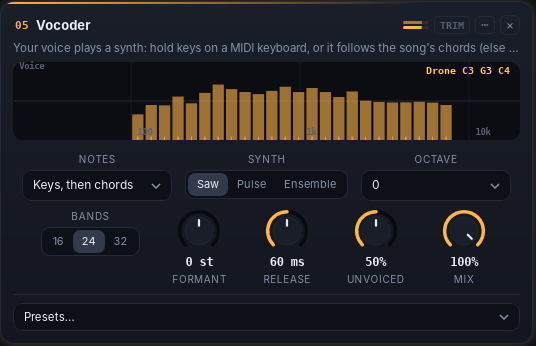 05 Vocoder TRIM
Your voice plays a synth: hold keys on a MIDI keyboard, or it follows the song's chords (else ...
Voice Drone C3 G3 C4
100 1k 10k
NOTES SYNTH OCTAVE
Keys, then chords Saw Pulse Ensemble 0
BANDS
16 24 32
0 st 60 ms 50% 100%
FORMANT RELEASE UNVOICED MIX
Presets...